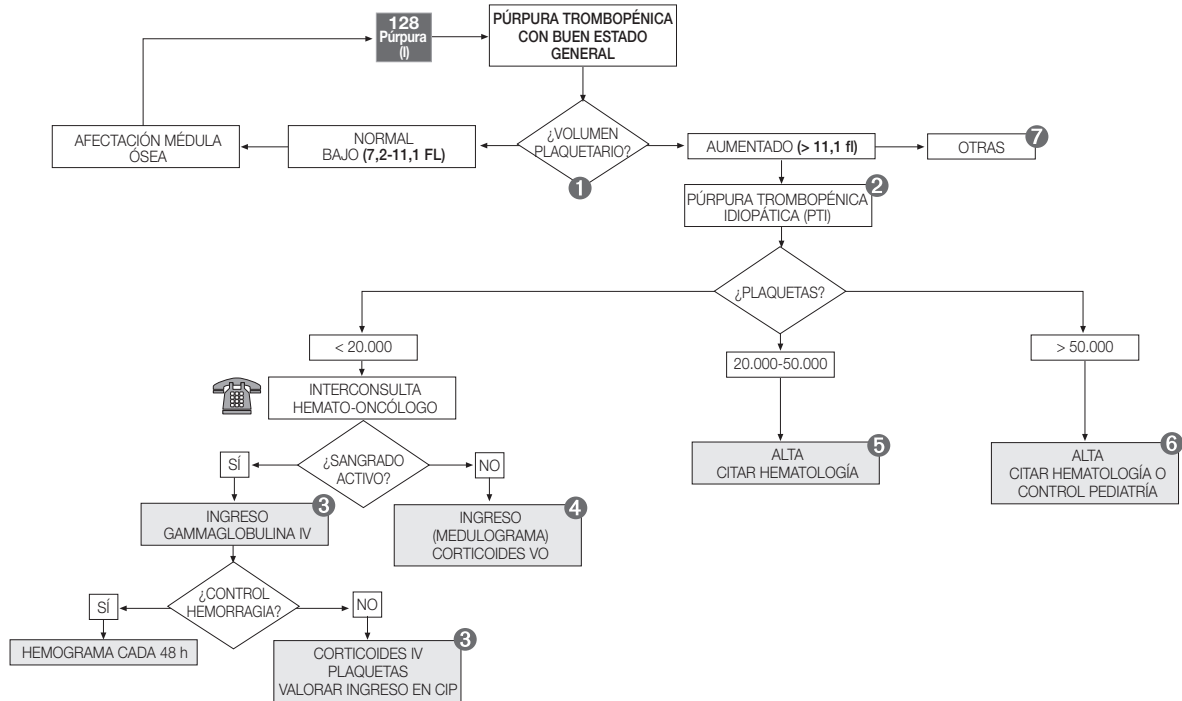 128
Púrpura
(I)
PÚRPURA TROMBOPÉNICA
CON BUEN ESTADO
GENERAL
AFECTACIÓN MÉDULA
ÓSEA
NORMAL
BAJO (7,2-11,1 FL)
¿VOLUMEN
PLAQUETARIO?
1
AUMENTADO (> 11,1 fl)
OTRAS
7
PÚRPURA TROMBOPÉNICA
IDIOPÁTICA (PTI)
2
¿PLAQUETAS?
< 20.000
20.000-50.000
> 50.000
INTERCONSULTA
HEMATO-ONCÓLOGO
¿SANGRADO
ACTIVO?
SÍ
NO
ALTA
CITAR HEMATOLOGÍA
5
ALTA
CITAR HEMATOLOGÍA O
CONTROL PEDIATRÍA
6
INGRESO
GAMMAGLOBULINA IV
3
INGRESO
(MEDULOGRAMA)
CORTICOIDES VO
4
¿CONTROL
HEMORRAGIA?
SÍ
NO
HEMOGRAMA CADA 48 h
CORTICOIDES IV
PLAQUETAS
VALORAR INGRESO EN CIP
3